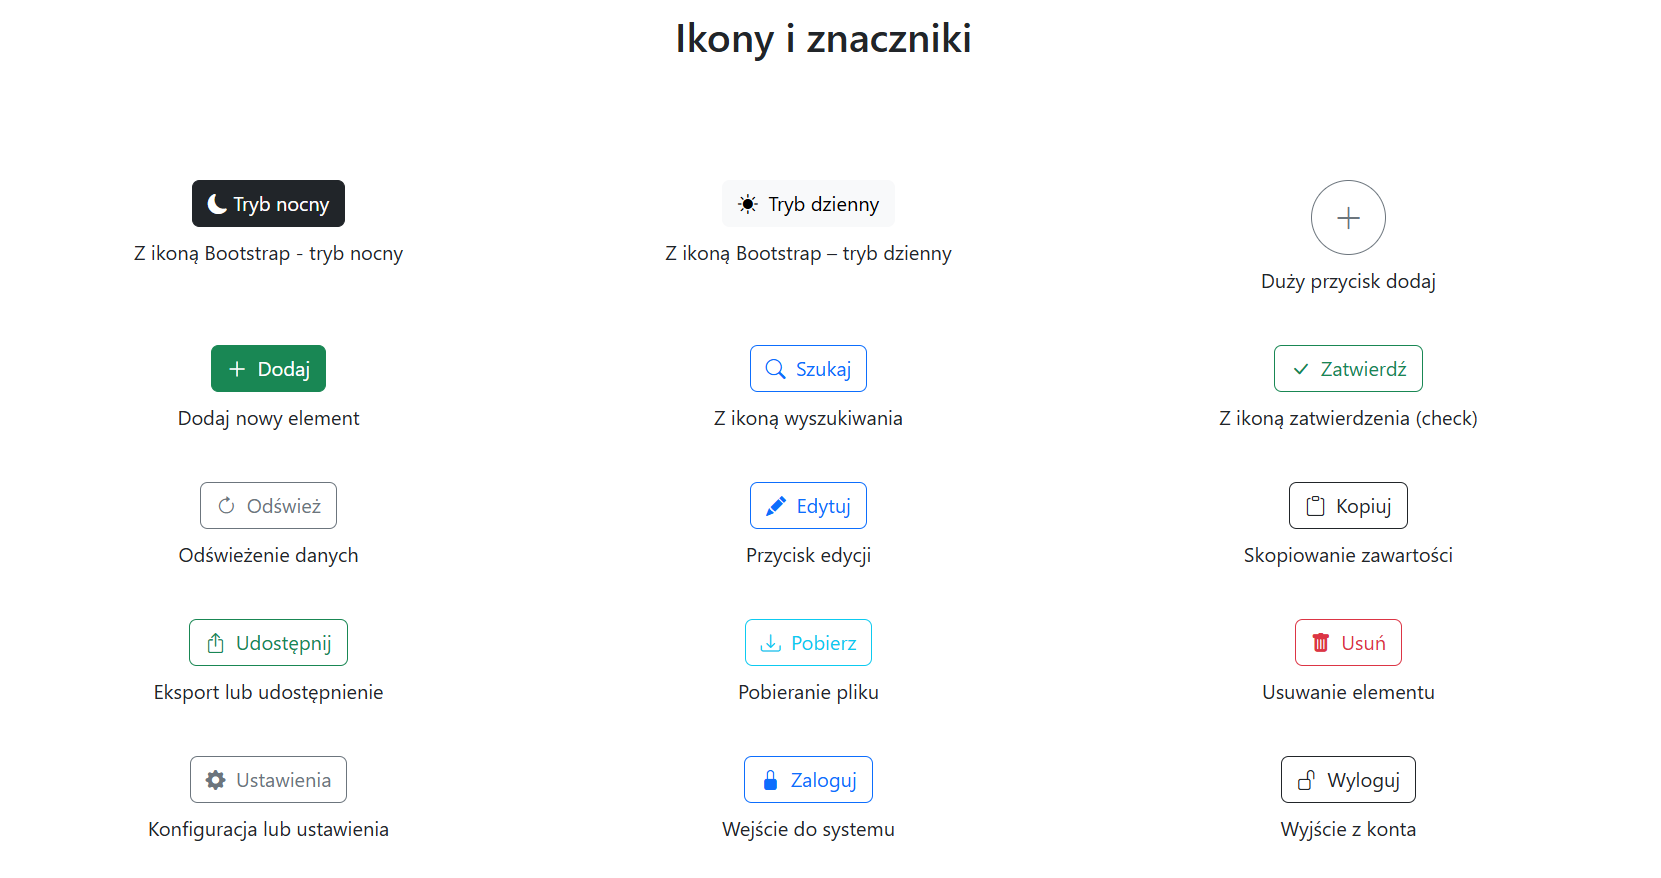 Ikony i znaczniki
Tryb nocny
Tryb dzienny
Z ikoną Bootstrap - tryb nocny
Z ikoną Bootstrap – tryb dzienny
Duży przycisk dodaj
Dodaj
Szukaj
Zatwierdź
Dodaj nowy element
Z ikoną wyszukiwania
Z ikoną zatwierdzenia (check)
Odśwież
Edytuj
Kopiuj
Odświeżenie danych
Przycisk edycji
Skopiowanie zawartości
Udostępnij
Pobierz
Usuń
Eksport lub udostępnienie
Pobieranie pliku
Usuwanie elementu
Ustawienia
Zaloguj
Wyloguj
Konfiguracja lub ustawienia
Wejście do systemu
Wyjście z konta